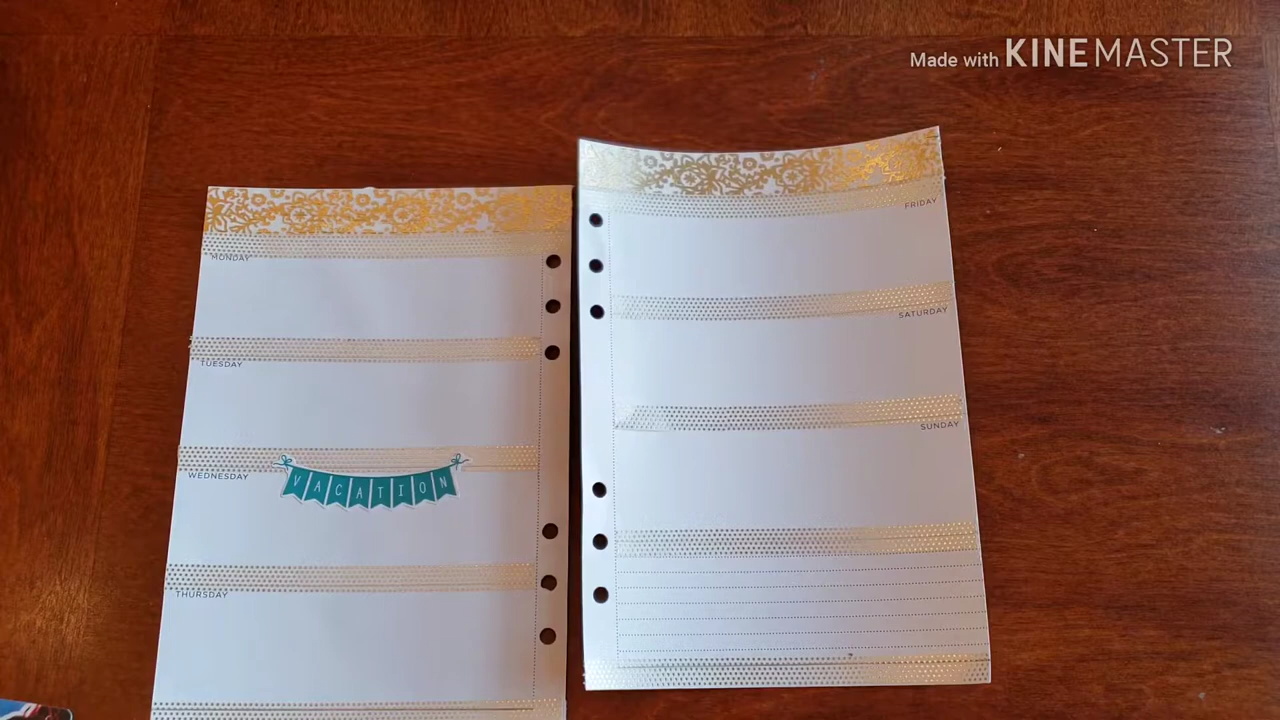 Made with KINEMASTER
MONDAY
TUESDAY
WEDNESDAY
VACATION
THURSDAY
FRIDAY
SATURDAY
SUNDAY